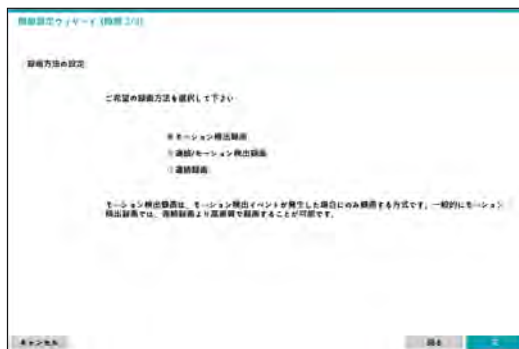 簡単設定ウィザード (段階 2/3)
録画方法の設定
ご希望の録画方法を選択して下さい
モーション検出録画
連続/モーション検出録画
連続録画
モーション検出録画は、モーション検出イベントが発生した場合にのみ録画する方式です。一般的にモーション
検出録画では、連続録画より高画質で録画することが可能です。
キャンセル
戻る
次